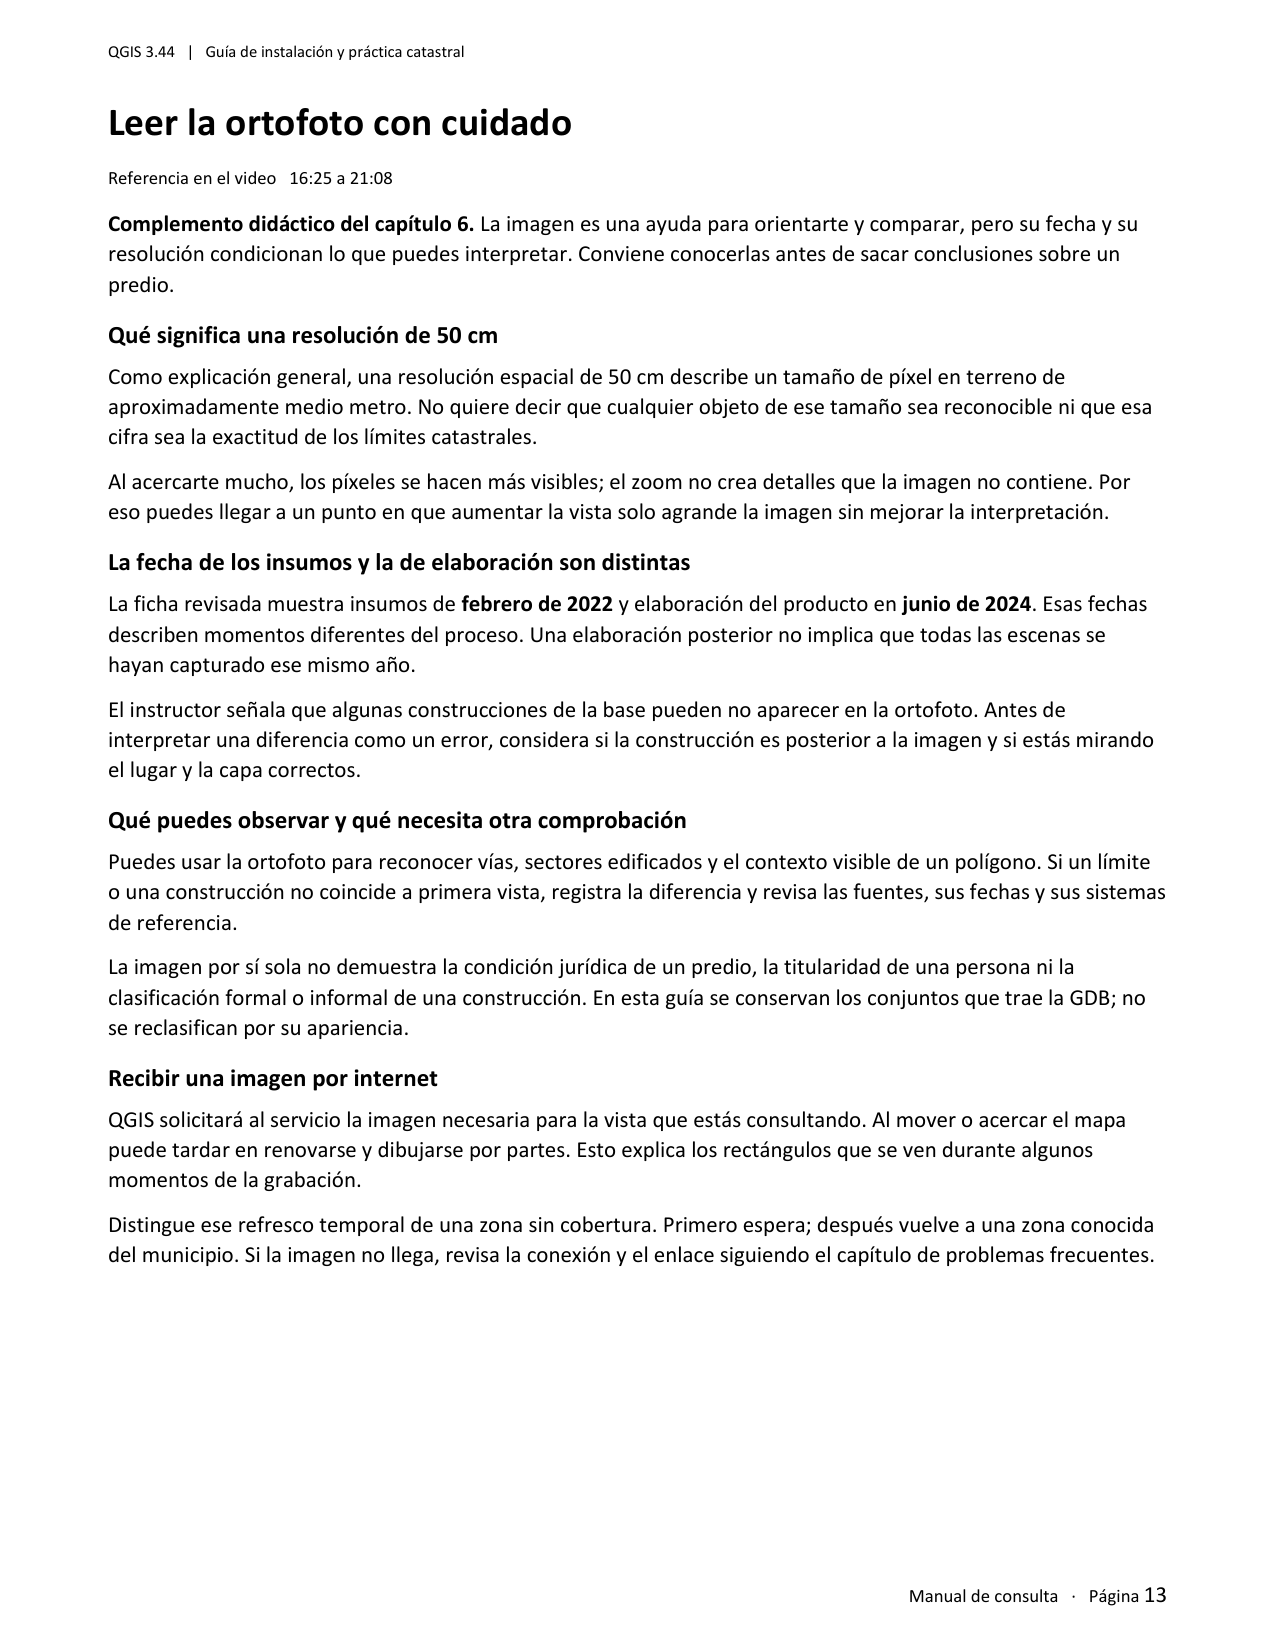 QGIS 3.44 | Guía de instalación y práctica catastral
Leer la ortofoto con cuidado
Referencia en el video 16:25 a 21:08
Complemento didáctico del capítulo 6. La imagen es una ayuda para orientarte y comparar, pero su fecha y su
resolución condicionan lo que puedes interpretar. Conviene conocerlas antes de sacar conclusiones sobre un
predio.
Qué significa una resolución de 50 cm
Como explicación general, una resolución espacial de 50 cm describe un tamaño de píxel en terreno de
aproximadamente medio metro. No quiere decir que cualquier objeto de ese tamaño sea reconocible ni que esa
cifra sea la exactitud de los límites catastrales.
Al acercarte mucho, los píxeles se hacen más visibles; el zoom no crea detalles que la imagen no contiene. Por
eso puedes llegar a un punto en que aumentar la vista solo agrande la imagen sin mejorar la interpretación.
La fecha de los insumos y la de elaboración son distintas
La ficha revisada muestra insumos de febrero de 2022 y elaboración del producto en junio de 2024. Esas fechas
describen momentos diferentes del proceso. Una elaboración posterior no implica que todas las escenas se
hayan capturado ese mismo año.
El instructor señala que algunas construcciones de la base pueden no aparecer en la ortofoto. Antes de
interpretar una diferencia como un error, considera si la construcción es posterior a la imagen y si estás mirando
el lugar y la capa correctos.
Qué puedes observar y qué necesita otra comprobación
Puedes usar la ortofoto para reconocer vías, sectores edificados y el contexto visible de un polígono. Si un límite
o una construcción no coincide a primera vista, registra la diferencia y revisa las fuentes, sus fechas y sus sistemas
de referencia.
La imagen por sí sola no demuestra la condición jurídica de un predio, la titularidad de una persona ni la
clasificación formal o informal de una construcción. En esta guía se conservan los conjuntos que trae la GDB; no
se reclasifican por su apariencia.
Recibir una imagen por internet
QGIS solicitará al servicio la imagen necesaria para la vista que estás consultando. Al mover o acercar el mapa
puede tardar en renovarse y dibujarse por partes. Esto explica los rectángulos que se ven durante algunos
momentos de la grabación.
Distingue ese refresco temporal de una zona sin cobertura. Primero espera; después vuelve a una zona conocida
del municipio. Si la imagen no llega, revisa la conexión y el enlace siguiendo el capítulo de problemas frecuentes.
Manual de consulta · Página 13